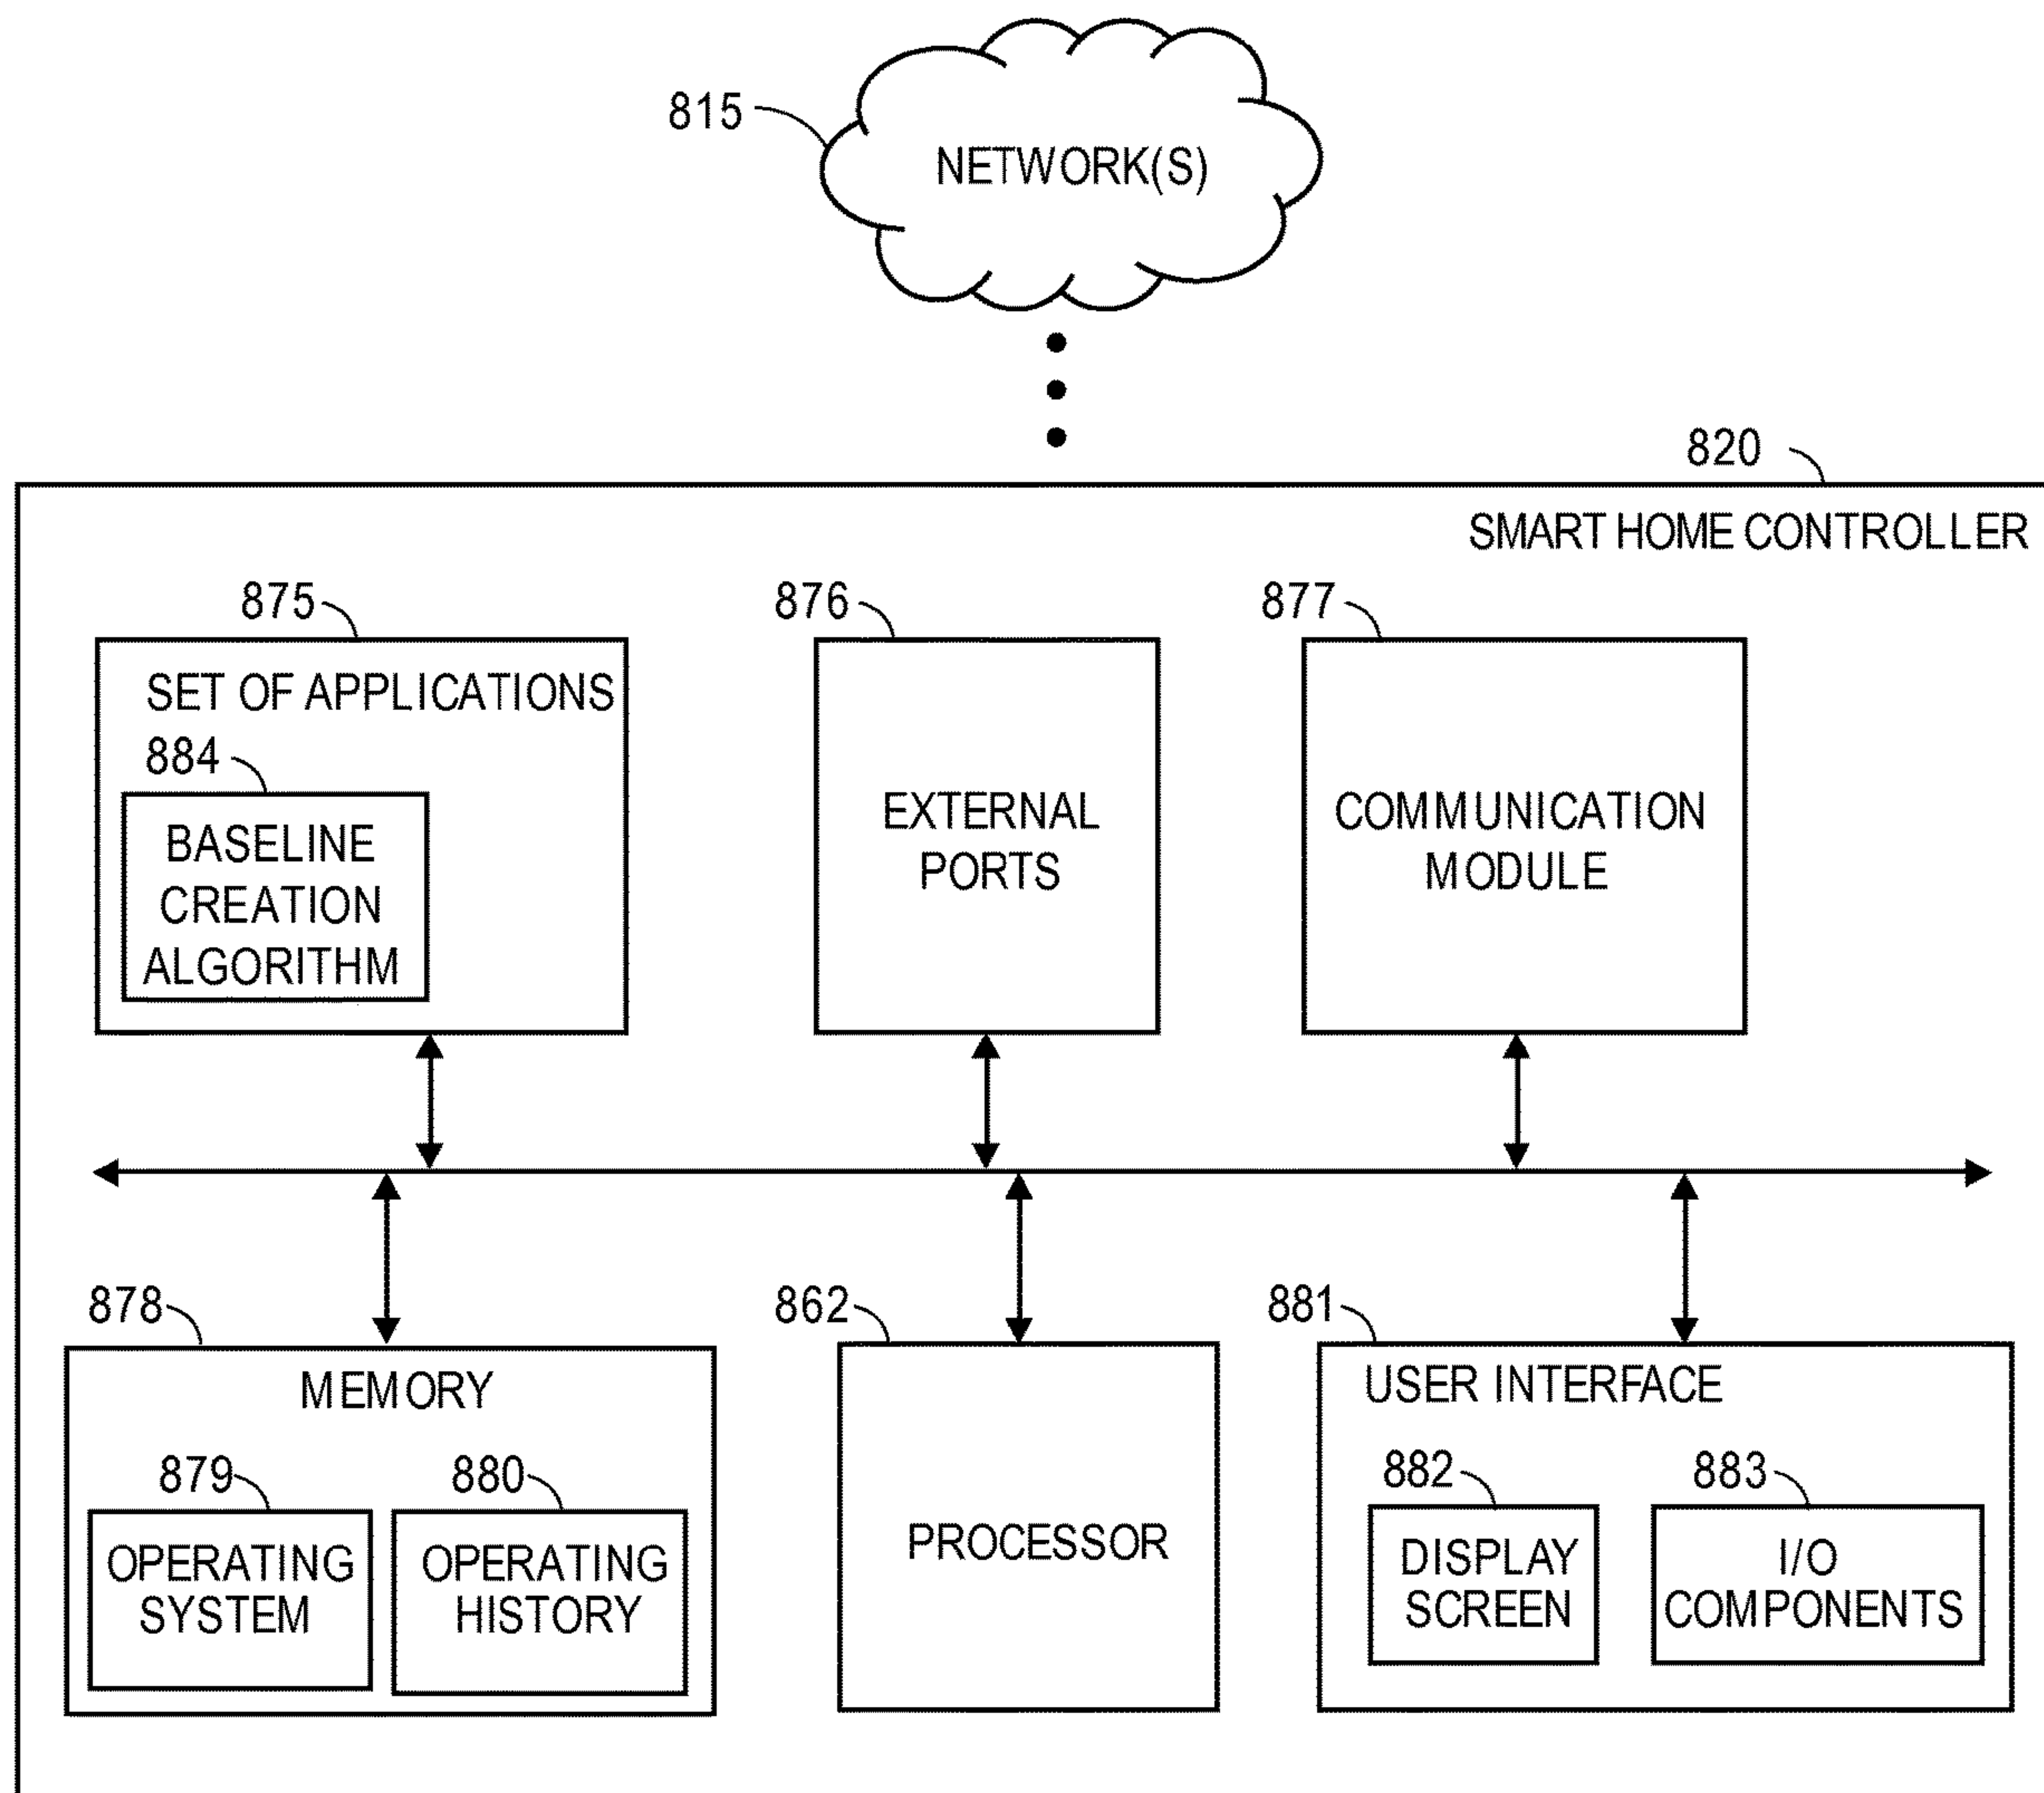 815
NETWORK(S)
820
SMART HOME CONTROLLER
875
SET OF APPLICATIONS
884
BASELINE
CREATION
ALGORITHM
876
EXTERNAL
PORTS
877
COMMUNICATION
MODULE
878
MEMORY
879
OPERATING
SYSTEM
880
OPERATING
HISTORY
862
PROCESSOR
881
USER INTERFACE
882
DISPLAY
SCREEN
883
I/O
COMPONENTS